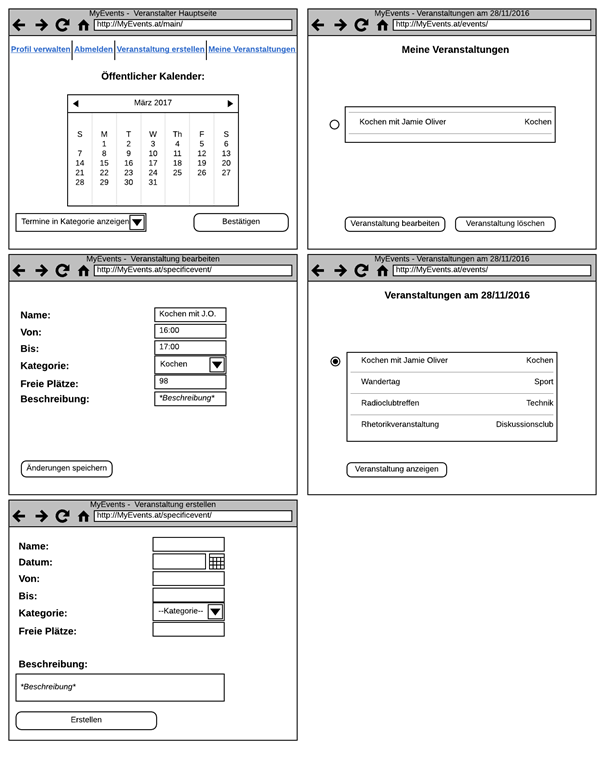 MyEvents -  Veranstalter Hauptseite
http://MyEvents.at/main/
Profil verwalten Abmelden Veranstaltung erstellen Meine Veranstaltungen
Öffentlicher Kalender:
März 2017
S M T W Th F S
1 2 3 4 5 6
7 8 9 10 11 12 13
14 15 16 17 18 19 20
21 22 23 24 25 26 27
28 29 30 31
Termine in Kategorie anzeigen
Bestätigen
MyEvents - Veranstaltungen am 28/11/2016
http://MyEvents.at/events/
Meine Veranstaltungen
Kochen mit Jamie Oliver Kochen
Veranstaltung bearbeiten
Veranstaltung löschen
MyEvents -  Veranstaltung bearbeiten
http://MyEvents.at/specificevent/
Name: Kochen mit J.O.
Von: 16:00
Bis: 17:00
Kategorie: Kochen
Freie Plätze: 98
Beschreibung: *Beschreibung*
Änderungen speichern
MyEvents - Veranstaltungen am 28/11/2016
http://MyEvents.at/events/
Veranstaltungen am 28/11/2016
Kochen mit Jamie Oliver Kochen
Wandertag Sport
Radioclubtreffen Technik
Rhetorikveranstaltung Diskussionsclub
Veranstaltung anzeigen
MyEvents -  Veranstaltung erstellen
http://MyEvents.at/specificevent/
Name:
Datum:
Von:
Bis:
Kategorie: --Kategorie--
Freie Plätze:
Beschreibung:
*Beschreibung*
Erstellen